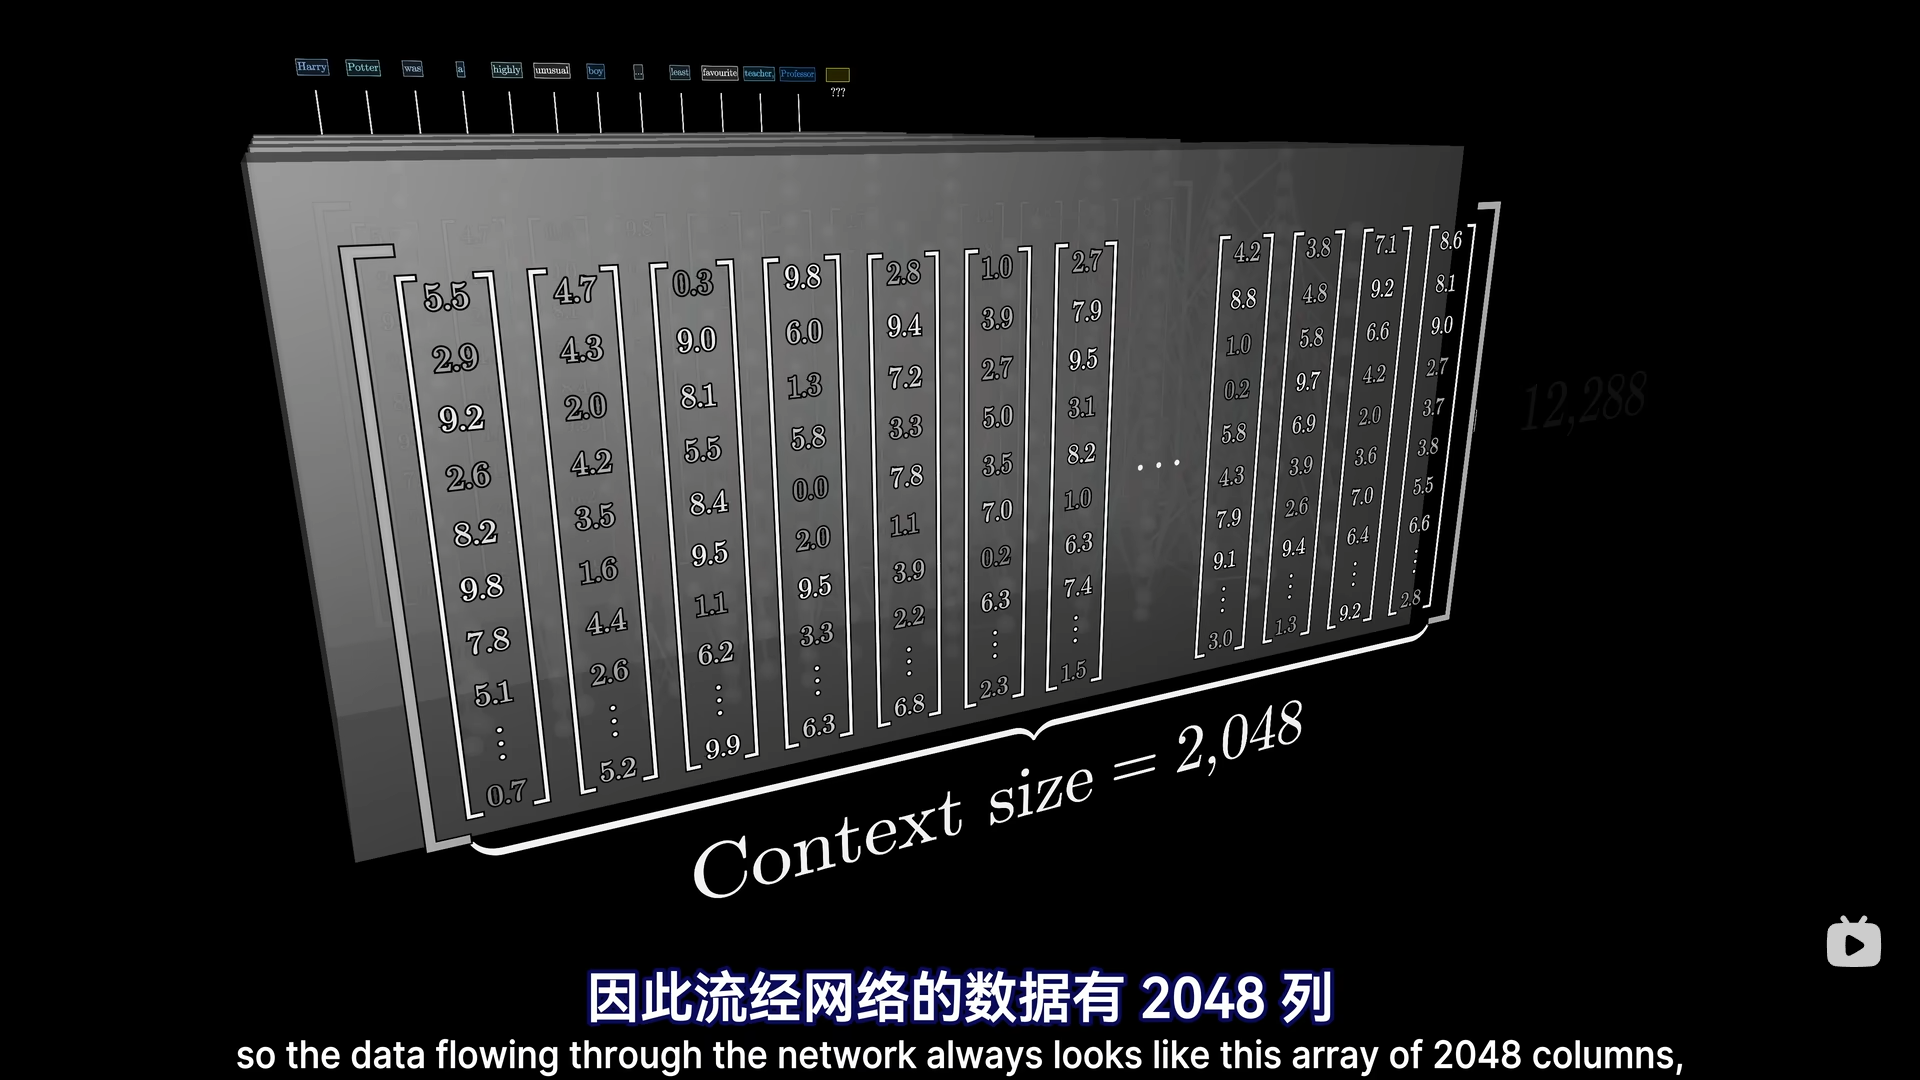 Harry Potter was a highly unusual boy ... least favourite teacher, Professor
???
5.5 4.7 0.3 9.8 2.8 1.0 2.7 4.2 3.8 7.1 8.6
2.9 4.3 9.0 6.0 9.4 3.9 7.9 8.8 4.8 9.2 8.1
9.2 2.0 8.1 1.3 7.2 2.7 9.5 1.0 5.8 6.6 9.0
2.6 4.2 5.5 5.8 3.3 5.0 3.1 0.2 9.7 4.2 2.7
8.2 3.5 8.4 0.0 7.8 3.5 8.2 ... 5.8 6.9 2.0 3.7
9.8 1.6 9.5 2.0 1.1 7.0 1.0 4.3 3.9 3.6 3.8
7.8 4.4 1.1 9.5 3.9 0.2 6.3 7.9 2.6 7.0 5.5
5.1 2.6 6.2 3.3 2.2 6.3 7.4 9.1 9.4 6.4 6.6
⋮ ⋮ ⋮ ⋮ ⋮ ⋮ ⋮ ⋮ ⋮ ⋮ ⋮
0.7 5.2 9.9 6.3 6.8 2.3 1.5 3.0 1.3 9.2 2.8
12,288
Context size = 2,048
因此流经网络的数据有 2048 列
so the data flowing through the network always looks like this array of 2048 columns,